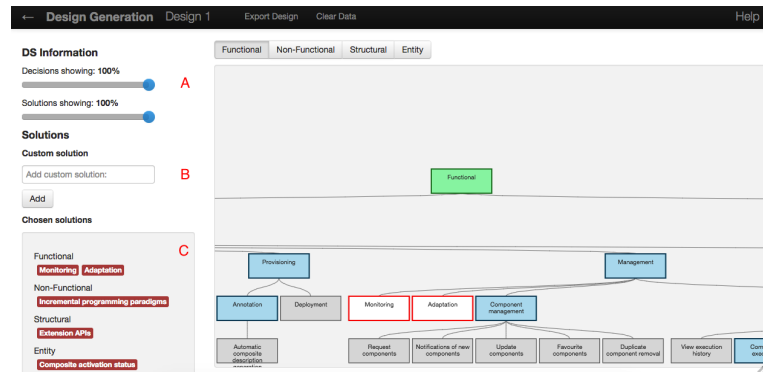 ← Design Generation Design 1 Export Design Clear Data Help
DS Information
Decisions showing: 100%
A
Solutions showing: 100%
Solutions
Custom solution
Add custom solution:
B
Add
Chosen solutions
C
Functional
Monitoring Adaptation
Non-Functional
Incremental programming paradigms
Structural
Extension APIs
Entity
Composite activation status
Functional Non-Functional Structural Entity
Functional
Provisioning
Management
Annotation
Deployment
Monitoring
Adaptation
Component
management
Automatic
composite
description
Request
components
Notifications of new
components
Update
components
Favourite
components
Duplicate
component removal
View execution
history